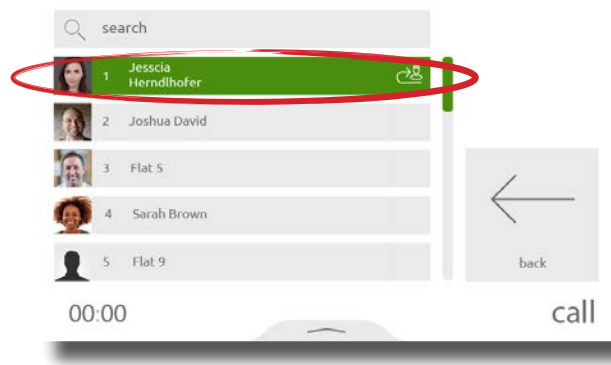 search
1 Jesscia
Herndlhofer
2 Joshua David
3 Flat 5
4 Sarah Brown
5 Flat 9
back
00:00
call